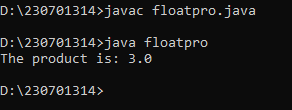 D:\230701314>javac floatpro.java
D:\230701314>java floatpro
The product is: 3.0
D:\230701314>